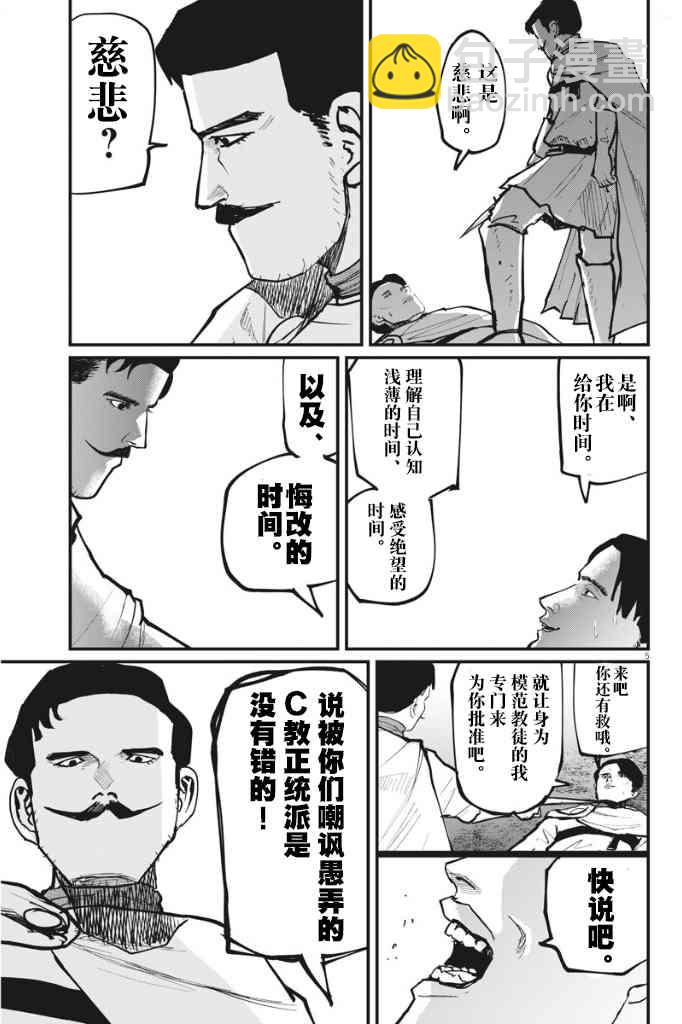 包子漫畫
baozimh.com
这是
慈悲啊。
慈悲？
是啊、
我在
给你时间。
理解自己认知
浅薄的时间、
感受绝望的
时间。
以及、
悔改的
时间。
5
来吧
你还有救哦。
就让身为
模范教徒的我
专门来
为你批准吧。
快说吧。
说被你们嘲讽愚弄的
C教正统派是
没有错的！